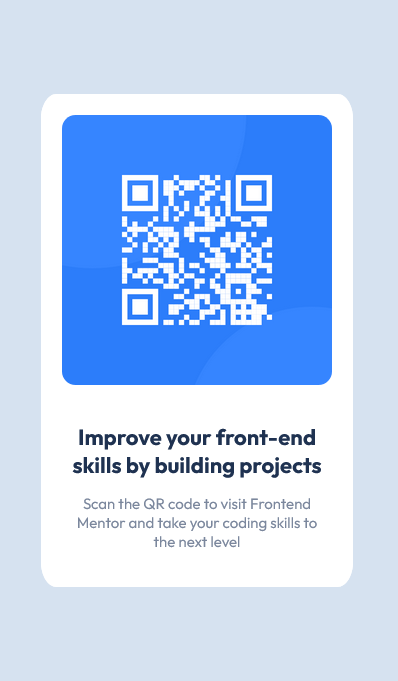 Improve your front-end
skills by building projects
Scan the QR code to visit Frontend
Mentor and take your coding skills to
the next level